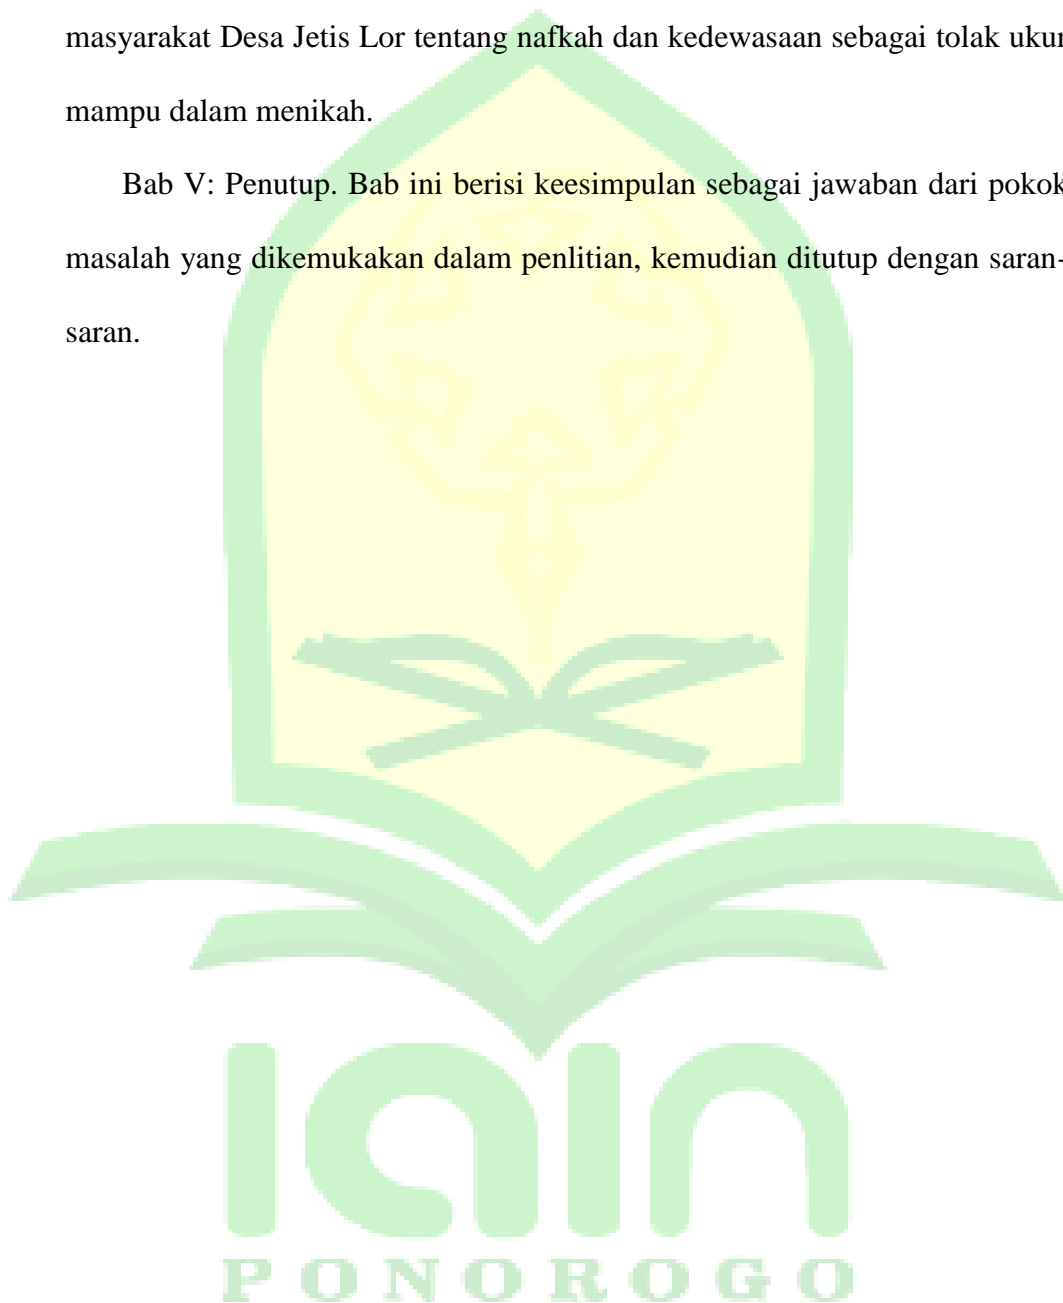 masyarakat Desa Jetis Lor tentang nafkah dan kedewasaan sebagai tolak ukur
mampu dalam menikah.
Bab V: Penutup. Bab ini berisi keesimpulan sebagai jawaban dari pokok
masalah yang dikemukakan dalam penlitian, kemudian ditutup dengan saran-
saran.
iain
PONOROGO